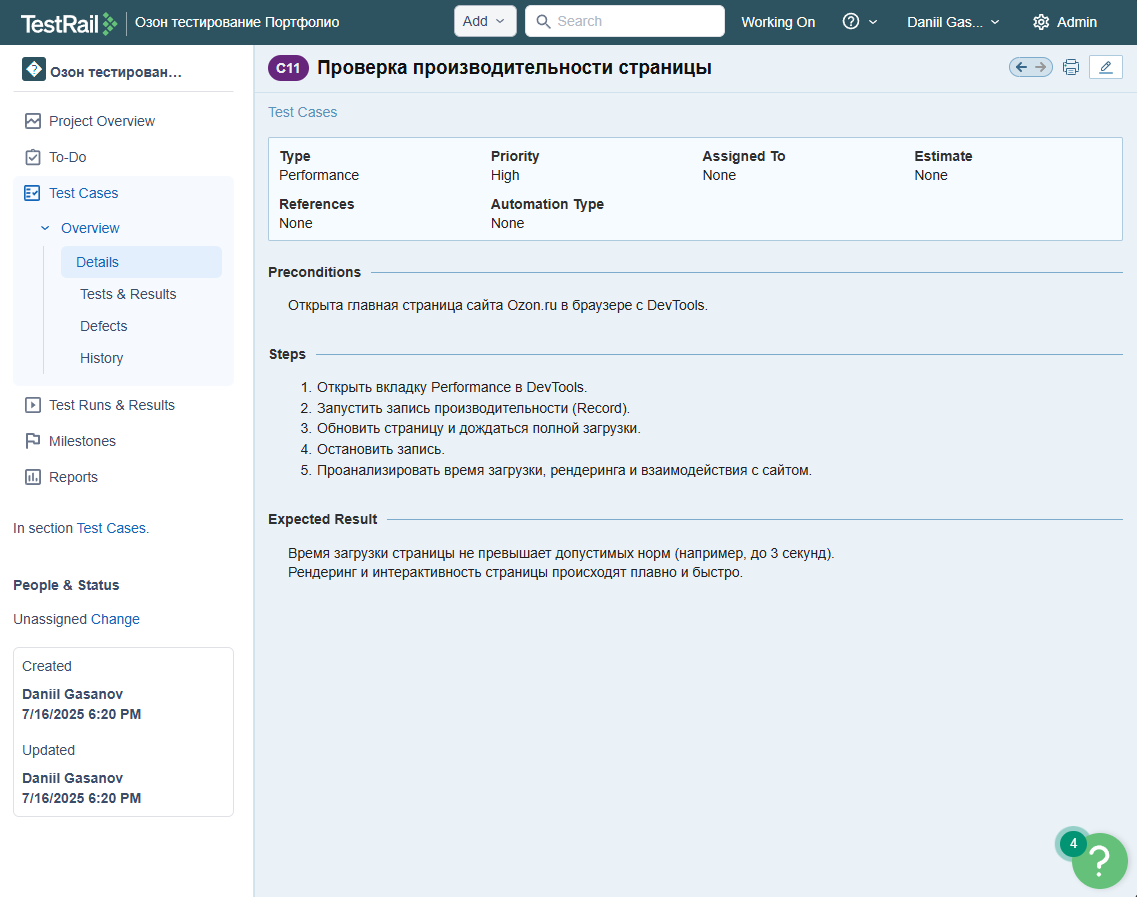 TestRail
Озон тестирование Портфолио
Add
Search
Working On
Daniil Gas...
Admin
Озон тестирован...
Project Overview
To-Do
Test Cases
Overview
Details
Tests & Results
Defects
History
Test Runs & Results
Milestones
Reports
In section Test Cases.
People & Status
Unassigned Change
Created
Daniil Gasanov
7/16/2025 6:20 PM
Updated
Daniil Gasanov
7/16/2025 6:20 PM
C11 Проверка производительности страницы
Test Cases
Type Priority Assigned To Estimate
Performance High None None
References Automation Type
None None
Preconditions
Открыта главная страница сайта Ozon.ru в браузере с DevTools.
Steps
1. Открыть вкладку Performance в DevTools.
2. Запустить запись производительности (Record).
3. Обновить страницу и дождаться полной загрузки.
4. Остановить запись.
5. Проанализировать время загрузки, рендеринга и взаимодействия с сайтом.
Expected Result
Время загрузки страницы не превышает допустимых норм (например, до 3 секунд).
Рендеринг и интерактивность страницы происходят плавно и быстро.
4
?